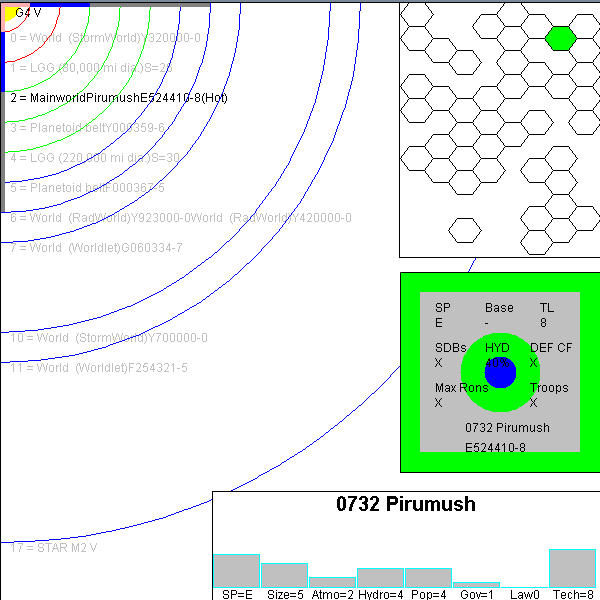 G4 V
0 = World  (StormWorld)Y320000-0
1 = LGG (80,000 mi dia.)S=25
2 = MainworldPirumushE524410-8(Hot)
3 = Planetoid beltY000359-6
4 = LGG (220,000 mi dia.)S=30
5 = Planetoid beltF000367-5
6 = World  (RadWorld)Y923000-0World  (RadWorld)Y420000-0
7 = World  (Worldlet)G060334-7
10 = World  (StormWorld)Y700000-0
11 = World  (Worldlet)F254321-5
17 = STAR M2 V
SP Base TL
E - 8
SDBs HYD DEF CF
X 40% X
Max Rons Troops
X X
0732 Pirumush
E524410-8
0732 Pirumush
SP=E Size=5 Atmo=2 Hydro=4 Pop=4 Gov=1 Law0 Tech=8